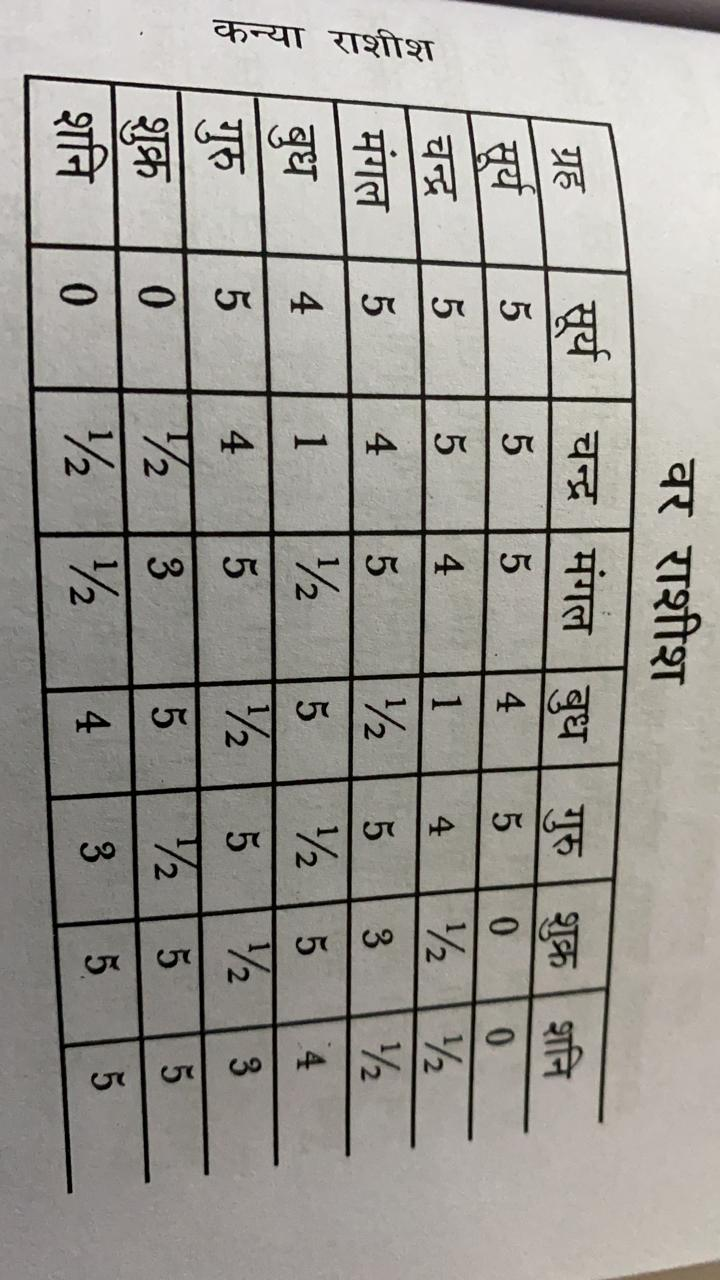 वर राशीश
कन्या राशीश
ग्रह सूर्य चन्द्र मंगल बुध गुरु शुक्र शनि
सूर्य 5 5 5 4 5 0 0
चन्द्र 5 5 4 1 4 ½ ½
मंगल 5 4 5 ½ 5 3 ½
बुध 4 1 ½ 5 ½ 5 4
गुरु 5 4 5 ½ 5 ½ 3
शुक्र 0 ½ 3 5 ½ 5 5
शनि 0 ½ ½ 4 3 5 5